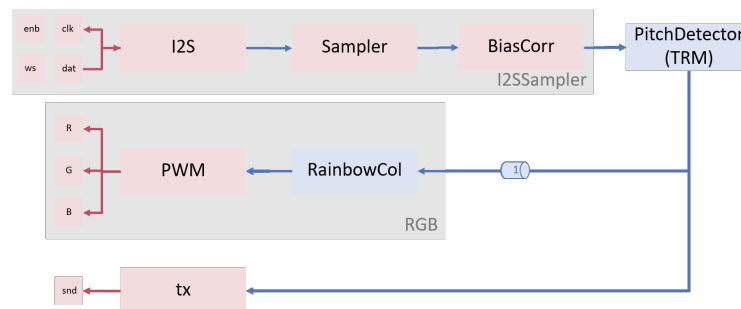 enb
clk
ws
dat
I2S
Sampler
BiasCorr
I2SSampler
PitchDetector
(TRM)
R
G
B
PWM
RainbowCol
1
RGB
snd
tx